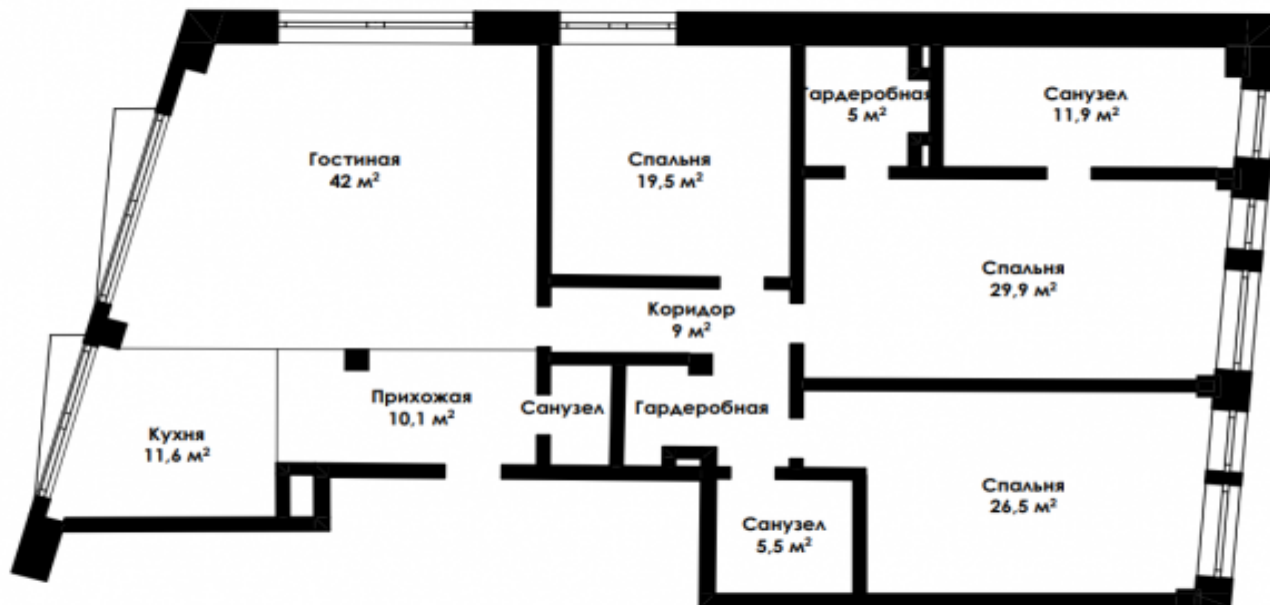 Гардеробная
5 м²
Санузел
11,9 м²
Гостиная
42 м²
Спальня
19,5 м²
Спальня
29,9 м²
Коридор
9 м²
Прихожая
10,1 м²
Санузел
Гардеробная
Кухня
11,6 м²
Спальня
26,5 м²
Санузел
5,5 м²